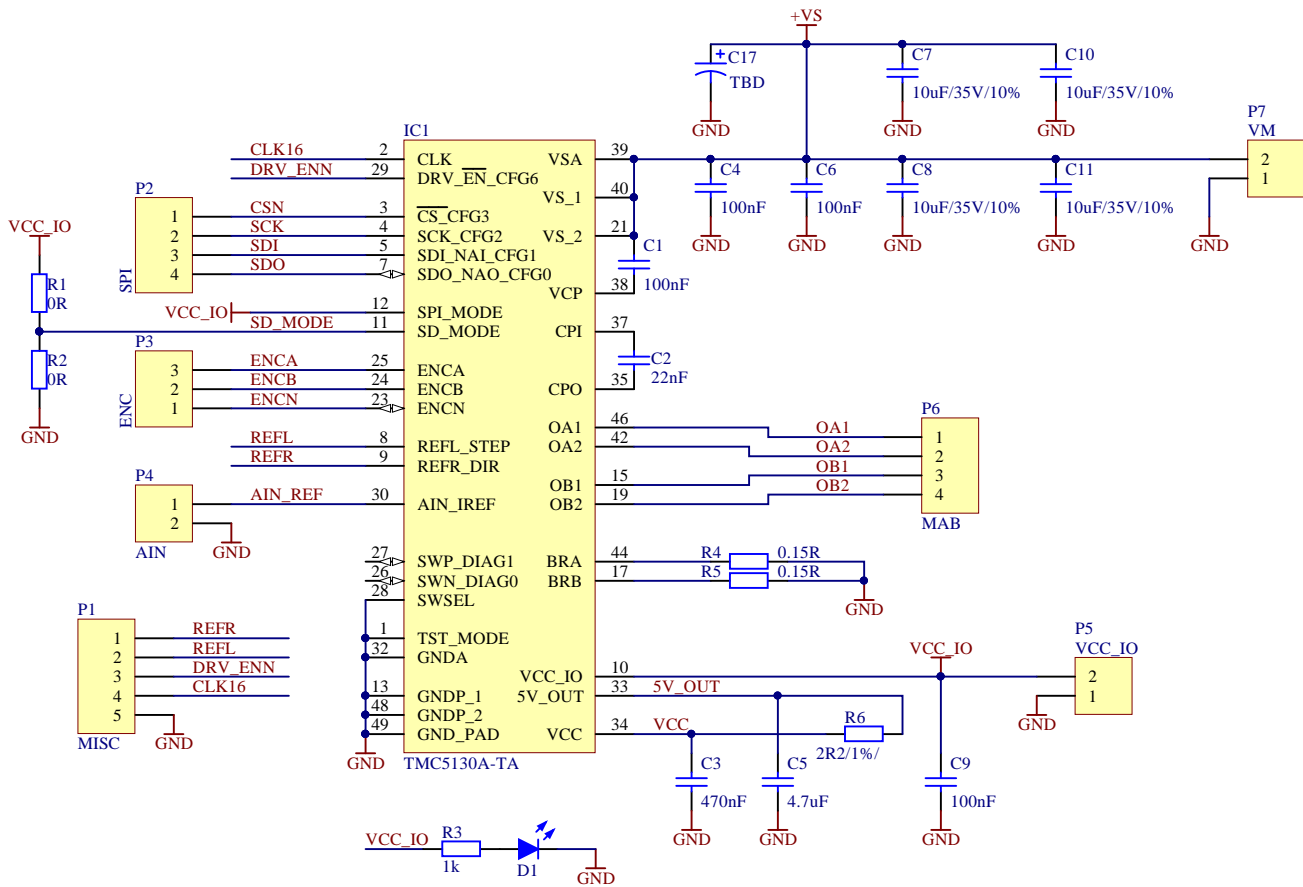 +VS
C17
TBD
GND
C7
10uF/35V/10%
GND
C10
10uF/35V/10%
GND
P7
VM
2
1
GND
C4
100nF
GND
C6
100nF
GND
C8
10uF/35V/10%
GND
C11
10uF/35V/10%
GND
IC1
CLK16 2 CLK
DRV_ENN 29 DRV_EN_CFG6
P2
1 CSN 3 CS_CFG3
2 SCK 4 SCK_CFG2
3 SDI 5 SDI_NAI_CFG1
4 SDO 7 SDO_NAO_CFG0
SPI
VCC_IO
R1
0R
R2
0R
GND
VCC_IO 12 SPI_MODE
SD_MODE 11 SD_MODE
P3
3 ENCA 25 ENCA
2 ENCB 24 ENCB
1 ENCN 23 ENCN
ENC
REFL 8 REFL_STEP
REFR 9 REFR_DIR
P4
1 AIN_REF 30 AIN_IREF
2
GND
AIN
27 SWP_DIAG1
26 SWN_DIAG0
28 SWSEL
1 TST_MODE
32 GNDA
13 GNDP_1
48 GNDP_2
49 GND_PAD
GND
TMC5130A-TA
P1
1 REFR
2 REFL
3 DRV_ENN
4 CLK16
5
GND
MISC
VSA 39
VS_1 40
VS_2 21
C1
100nF
VCP 38
CPI 37
C2
22nF
CPO 35
P6
OA1 46 OA1 1
OA2 42 OA2 2
OB1 15 OB1 3
OB2 19 OB2 4
MAB
BRA 44 R4 0.15R
BRB 17 R5 0.15R
GND
P5
VCC_IO
2
1
GND
VCC_IO
VCC_IO 10
5V_OUT 33 5V_OUT
VCC 34 VCC
R6
2R2/1%/
C3
470nF
GND
C5
4.7uF
GND
C9
100nF
GND
VCC_IO
R3
1k
D1
GND